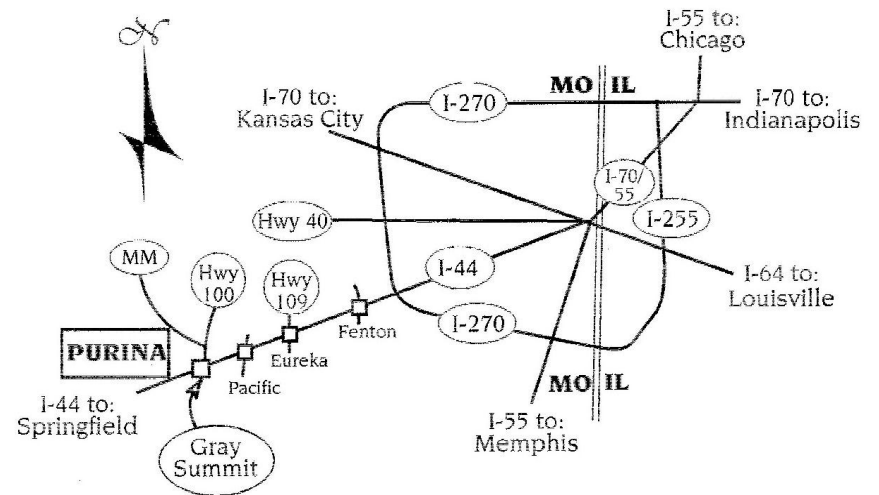 N
I-55 to:
Chicago
MO IL
I-70 to:
Kansas City
I-270
I-70 to:
Indianapolis
I-70/
55
Hwy 40
I-255
MM
Hwy
100
Hwy
109
I-44
I-64 to:
Louisville
Fenton
I-270
PURINA
Eureka
Pacific
MO IL
I-44 to:
Springfield
I-55 to:
Memphis
Gray
Summit